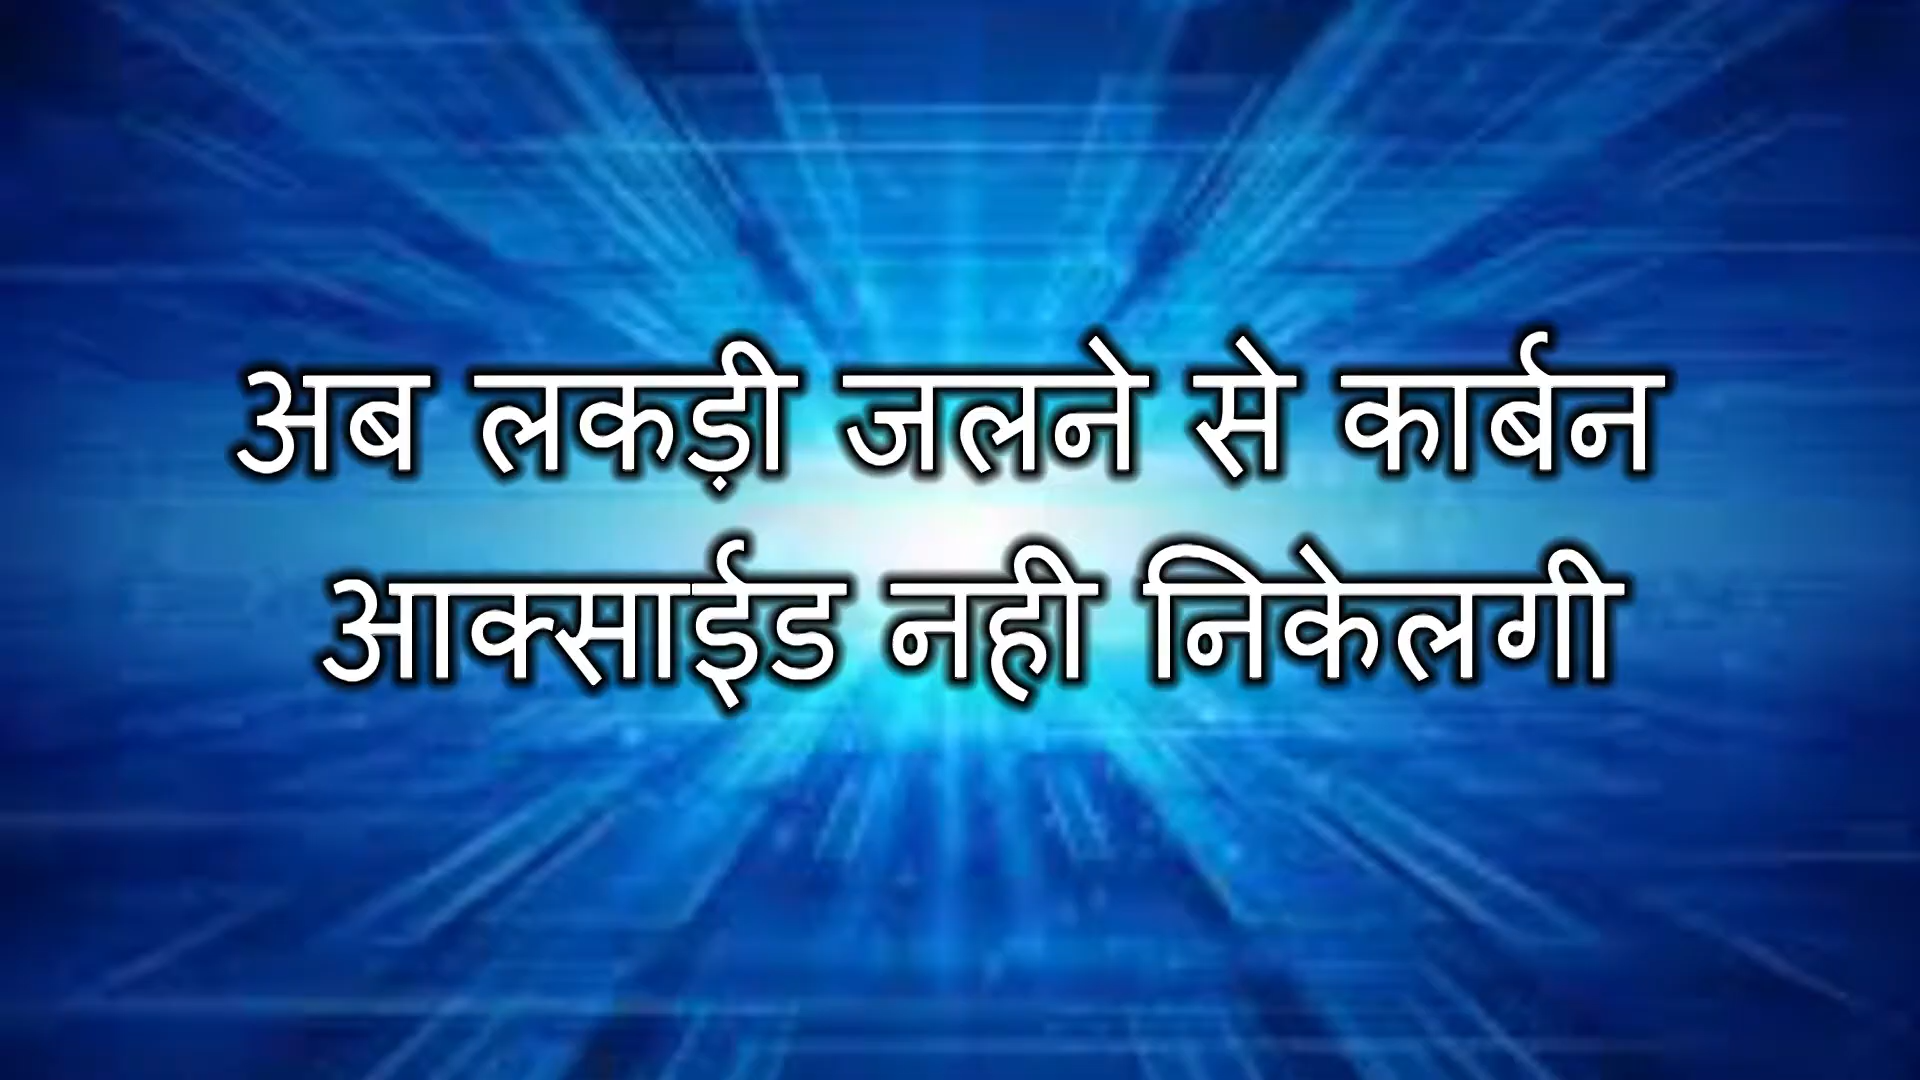 अब लकड़ी जलने से कार्बन
आक्साईड नही निकेलगी